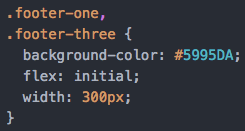 .footer-one,
.footer-three {
  background-color: #5995DA;
  flex: initial;
  width: 300px;
}